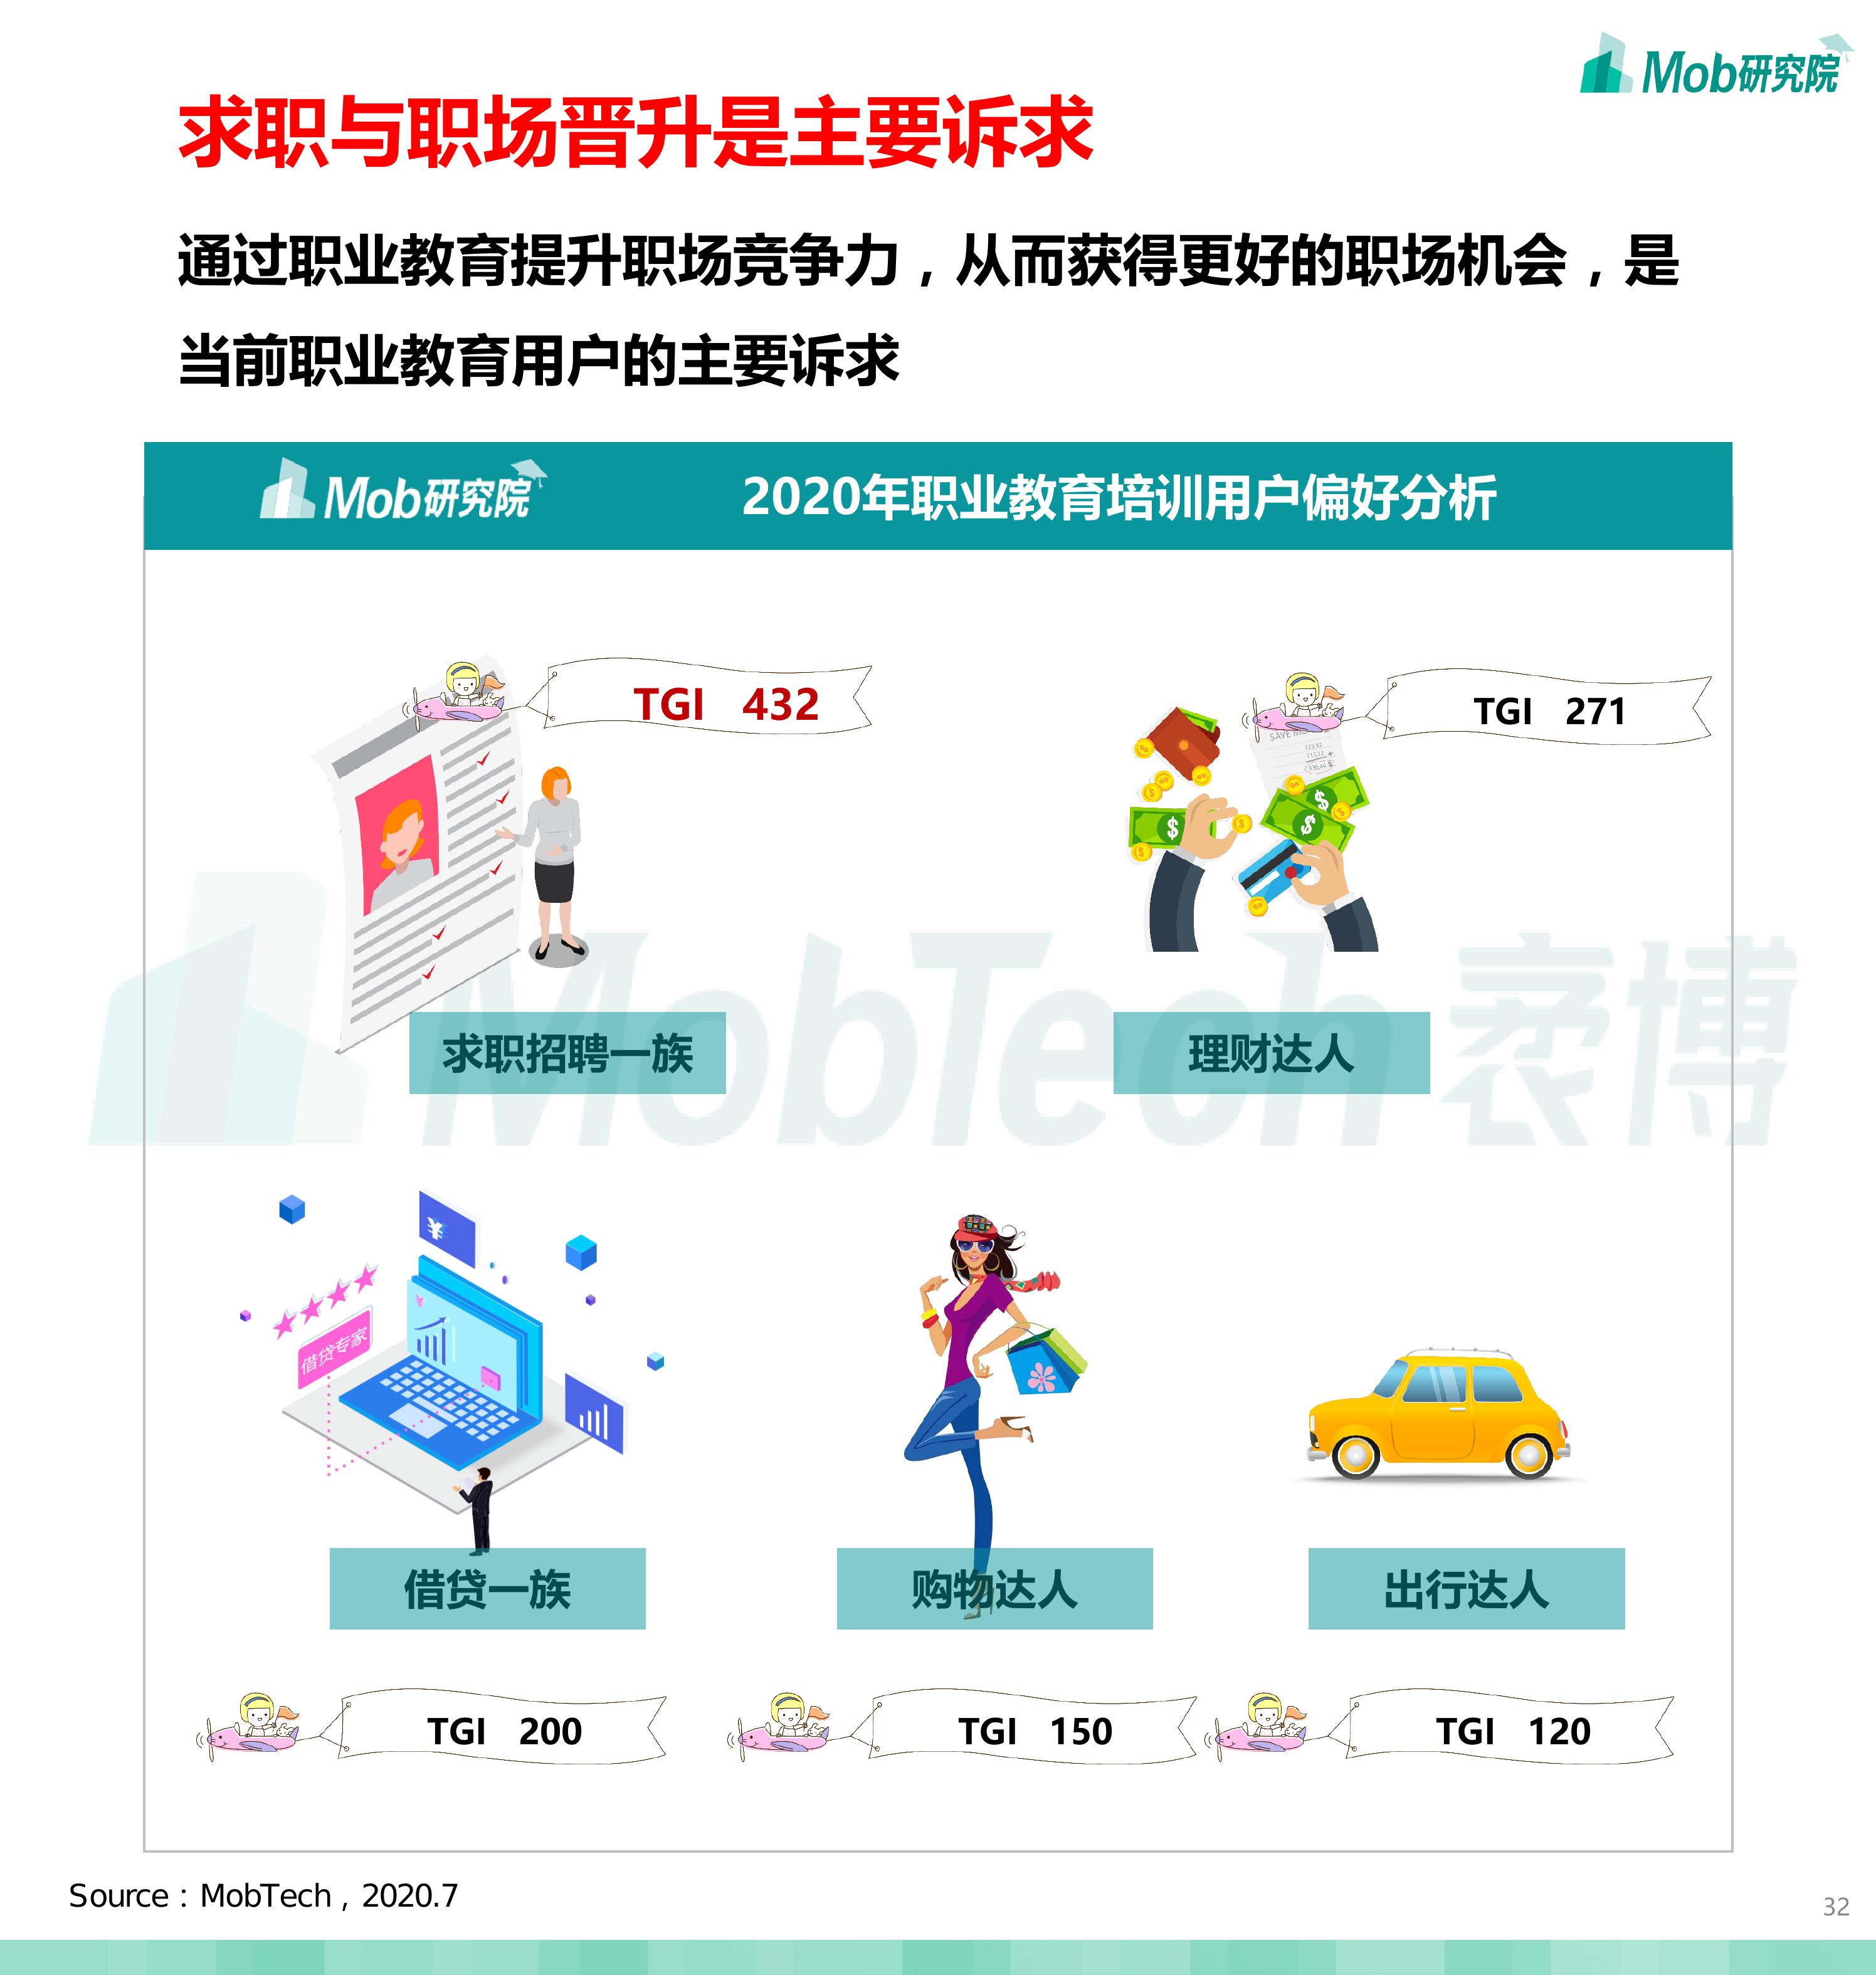 Mob研究院
求职与职场晋升是主要诉求
通过职业教育提升职场竞争力，从而获得更好的职场机会，是
当前职业教育用户的主要诉求
Mob研究院
2020年职业教育培训用户偏好分析
TGI 432
TGI 271
求职招聘一族
理财达人
MobTech 袤博
借贷专家
借贷一族
购物达人
出行达人
TGI 200
TGI 150
TGI 120
Source：MobTech，2020.7
32